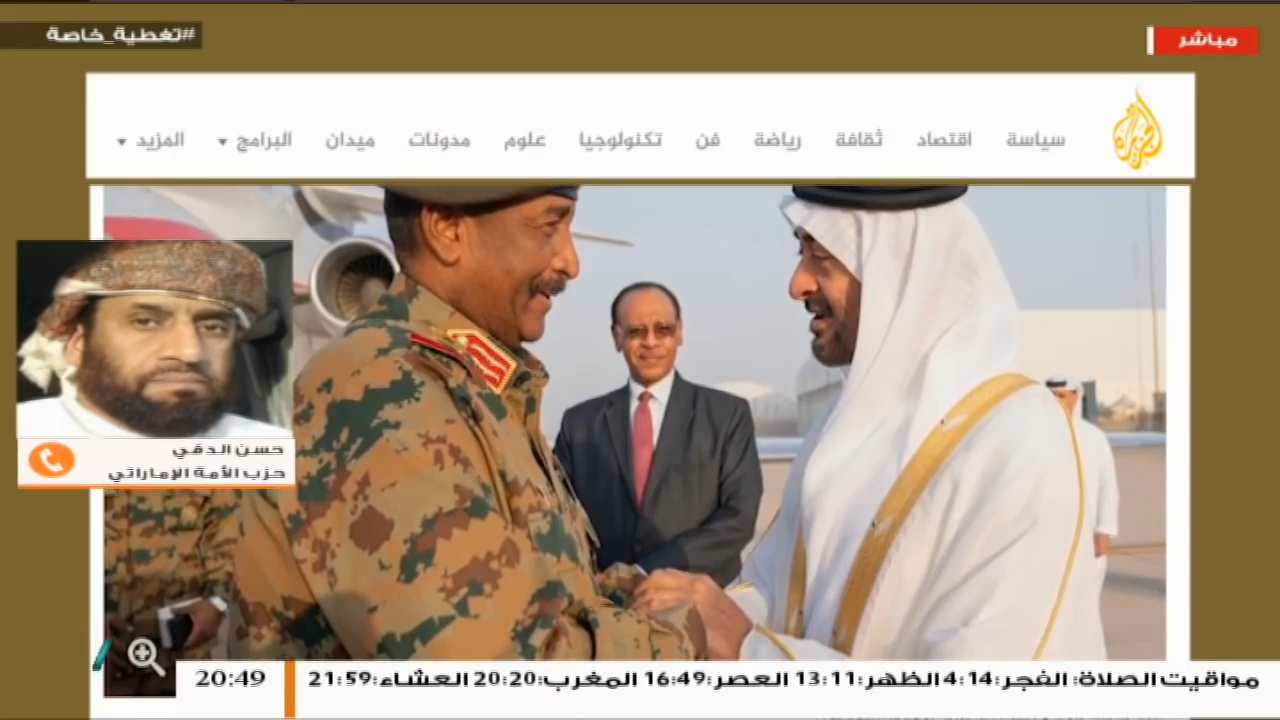 #تغطية_خاصة
مباشر
الجزيرة
سياسة اقتصاد ثقافة رياضة فن تكنولوجيا علوم مدونات ميدان البرامج المزيد
حسن الدقي
حزب الأمة الإماراتي
مواقيت الصلاة: الفجر:4:14 الظهر:13:11 العصر:16:49 المغرب:20:20 العشاء:21:59
20:49